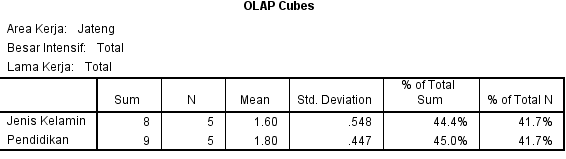 OLAP Cubes
Area Kerja: Jateng
Besar Intensif: Total
Lama Kerja: Total
Sum N Mean Std. Deviation % of Total Sum % of Total N
Jenis Kelamin 8 5 1.60 .548 44.4% 41.7%
Pendidikan 9 5 1.80 .447 45.0% 41.7%